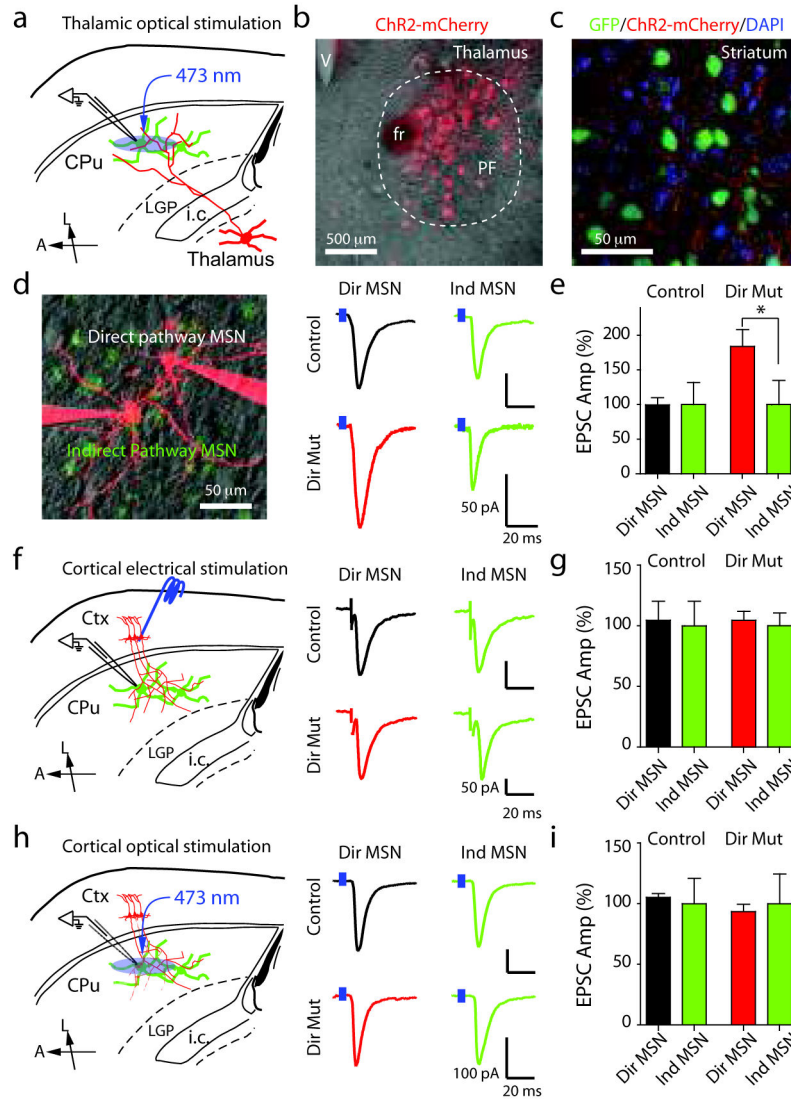 a
Thalamic optical stimulation
473 nm
CPu
LGP
i.c.
L
A
Thalamus
b
ChR2-mCherry
V
Thalamus
fr
PF
500 μm
c
GFP/ChR2-mCherry/DAPI
Striatum
50 μm
d
Direct pathway MSN
Indirect Pathway MSN
50 μm
Dir MSN
Ind MSN
Control
Dir Mut
50 pA
20 ms
e
Control
Dir Mut
*
EPSC Amp (%)
200
150
100
50
0
Dir MSN
Ind MSN
Dir MSN
Ind MSN
f
Cortical electrical stimulation
Ctx
CPu
LGP
i.c.
L
A
Dir MSN
Ind MSN
Control
Dir Mut
50 pA
20 ms
g
Control
Dir Mut
EPSC Amp (%)
150
100
50
0
Dir MSN
Ind MSN
Dir MSN
Ind MSN
h
Cortical optical stimulation
Ctx
473 nm
CPu
LGP
i.c.
L
A
Dir MSN
Ind MSN
Control
Dir Mut
100 pA
20 ms
i
Control
Dir Mut
EPSC Amp (%)
150
100
50
0
Dir MSN
Ind MSN
Dir MSN
Ind MSN